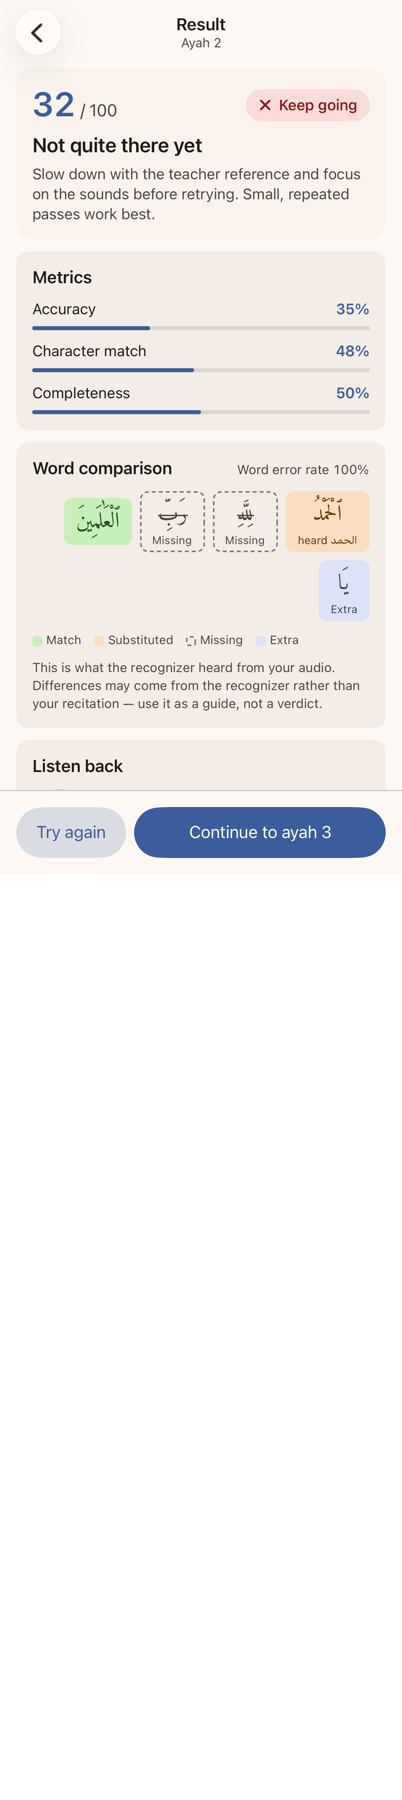 Result
Ayah 2
32 / 100
Keep going
Not quite there yet
Slow down with the teacher reference and focus
on the sounds before retrying. Small, repeated
passes work best.
Metrics
Accuracy 35%
Character match 48%
Completeness 50%
Word comparison Word error rate 100%
ٱلْحَمْدُ لِلَّهِ رَبِّ ٱلْعَٰلَمِينَ
heard الحمد Missing Missing
يَا
Extra
Match Substituted Missing Extra
This is what the recognizer heard from your audio.
Differences may come from the recognizer rather than
your recitation — use it as a guide, not a verdict.
Listen back
Try again Continue to ayah 3